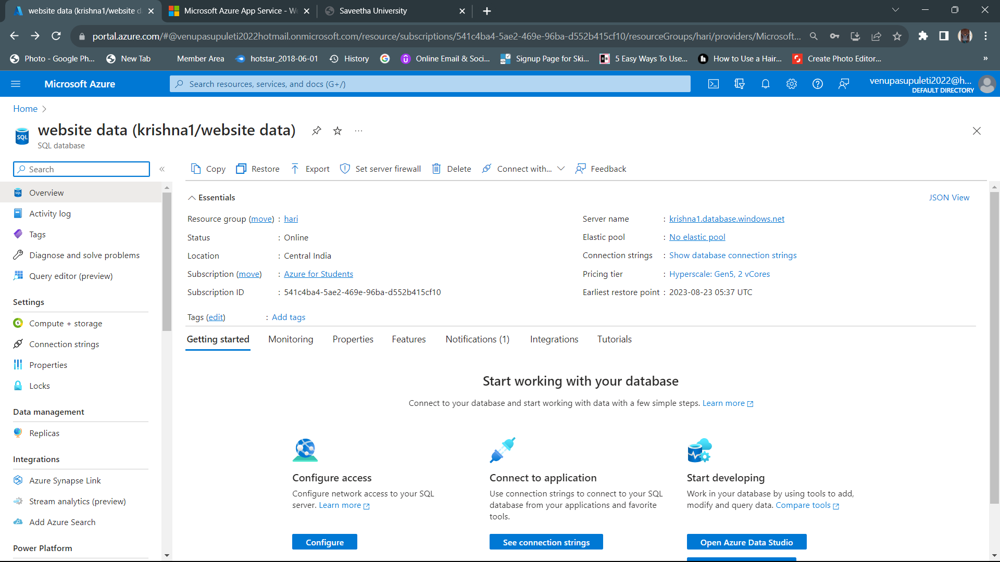 website data (krishna1/website d
Microsoft Azure App Service - W
Saveetha University
portal.azure.com/#@venupasupuleti2022hotmail.onmicrosoft.com/resource/subscriptions/541c4ba4-5ae2-469e-96ba-d552b415cf10/resourceGroups/hari/providers/Microsoft...
Photo - Google Ph...
New Tab
Member Area
hotstar_2018-06-01
History
Online Email & Soci...
Signup Page for Ski...
5 Easy Ways To Use...
How to Use a Hair...
Create Photo Editor...
»
Microsoft Azure
Search resources, services, and docs (G+/)
venupasupuleti2022@h...
DEFAULT DIRECTORY
Home
SQL
website data (krishna1/website data)
...
SQL database
Search
«
Copy
Restore
Export
Set server firewall
Delete
Connect with...
Feedback
Overview
Activity log
Tags
Diagnose and solve problems
Query editor (preview)
Settings
Compute + storage
Connection strings
Properties
Locks
Data management
Replicas
Integrations
Azure Synapse Link
Stream analytics (preview)
Add Azure Search
Power Platform
Essentials
JSON View
Resource group (move) : hari
Status : Online
Location : Central India
Subscription (move) : Azure for Students
Subscription ID : 541c4ba4-5ae2-469e-96ba-d552b415cf10
Server name : krishna1.database.windows.net
Elastic pool : No elastic pool
Connection strings : Show database connection strings
Pricing tier : Hyperscale: Gen5, 2 vCores
Earliest restore point : 2023-08-23 05:37 UTC
Tags (edit) : Add tags
Getting started
Monitoring
Properties
Features
Notifications (1)
Integrations
Tutorials
Start working with your database
Connect to your database and start working with data with a few simple steps. Learn more
Configure access
Configure network access to your SQL
server. Learn more
Configure
Connect to application
Use connection strings to connect to your SQL
database from your applications and favorite
tools.
See connection strings
Start developing
Work in your database by using tools to add,
modify and query data. Compare tools
Open Azure Data Studio